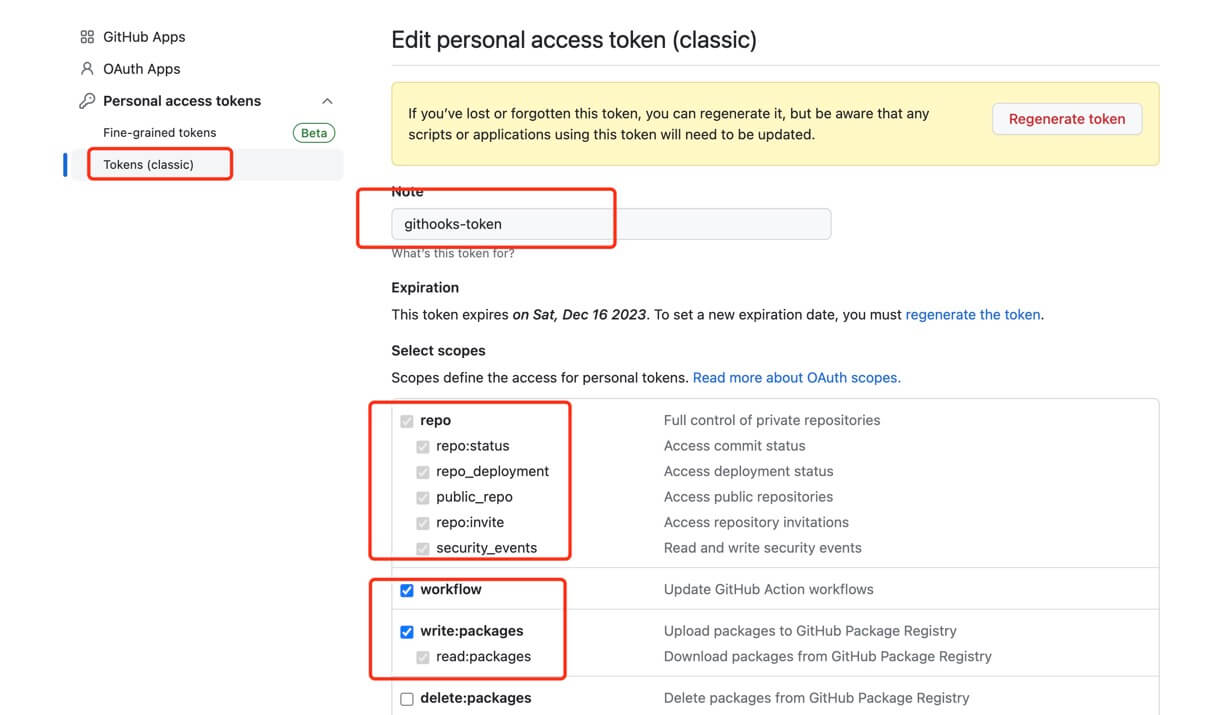 GitHub Apps
OAuth Apps
Personal access tokens
Fine-grained tokens Beta
Tokens (classic)
Edit personal access token (classic)
If you've lost or forgotten this token, you can regenerate it, but be aware that any
scripts or applications using this token will need to be updated.
Regenerate token
Note
githooks-token
What's this token for?
Expiration
This token expires on Sat, Dec 16 2023. To set a new expiration date, you must regenerate the token.
Select scopes
Scopes define the access for personal tokens. Read more about OAuth scopes.
repo Full control of private repositories
repo:status Access commit status
repo_deployment Access deployment status
public_repo Access public repositories
repo:invite Access repository invitations
security_events Read and write security events
workflow Update GitHub Action workflows
write:packages Upload packages to GitHub Package Registry
read:packages Download packages from GitHub Package Registry
delete:packages Delete packages from GitHub Package Registry